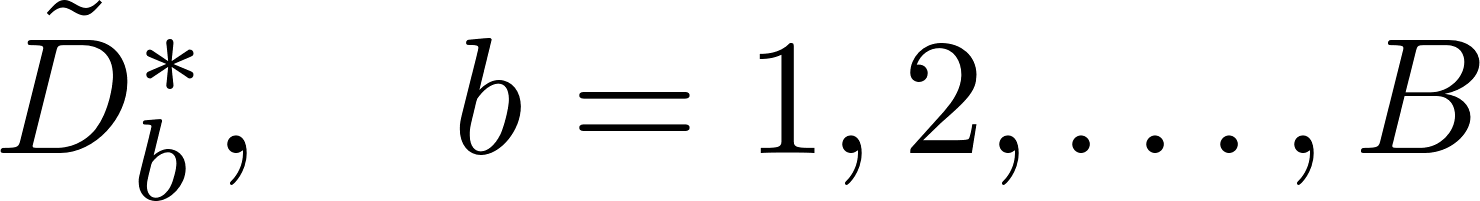 $\tilde{D}^*_b, \quad b = 1, 2, \ldots, B$